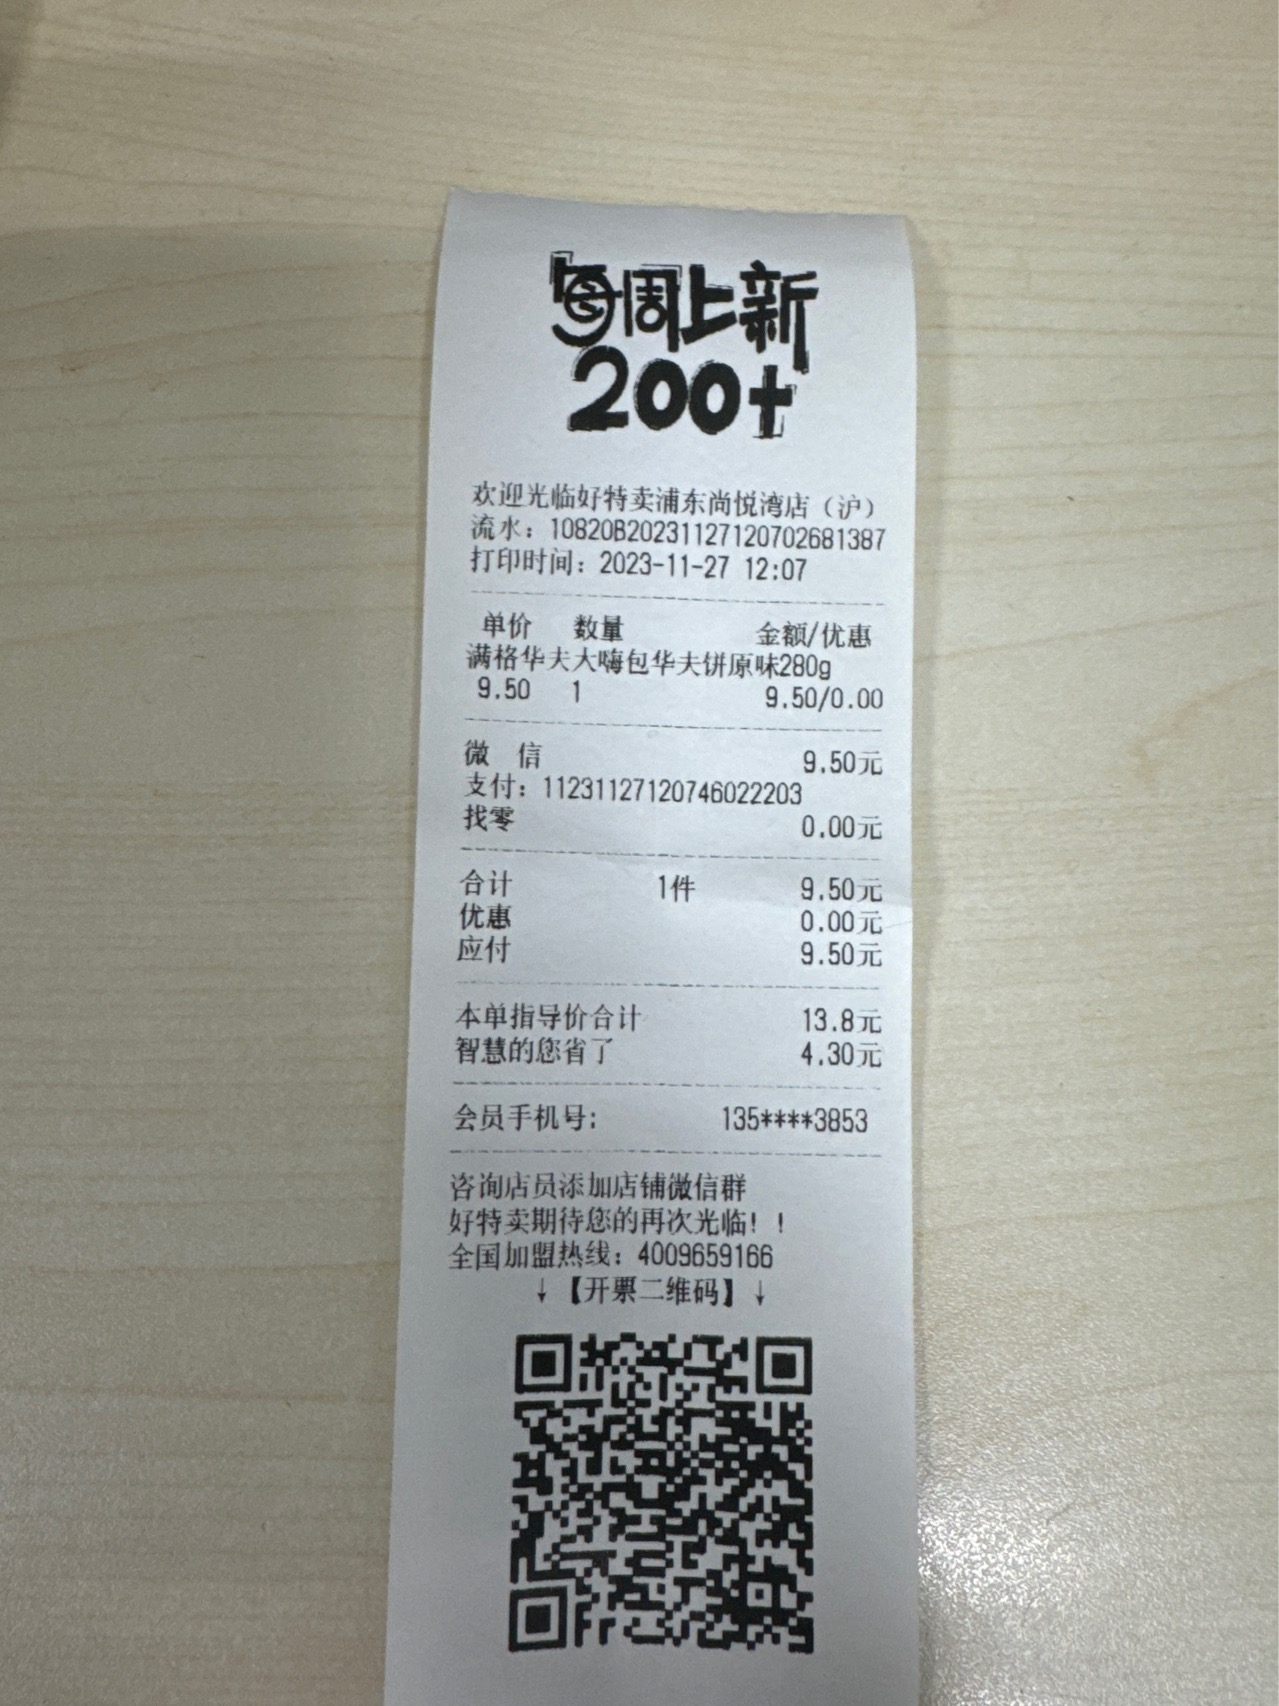 每周上新
200+
欢迎光临好特卖浦东尚悦湾店（沪）
流水：10820B20231127120702681387
打印时间：2023-11-27 12:07
单价 数量 金额/优惠
满格华夫大嗨包华夫饼原味280g
9.50 1 9.50/0.00
微 信 9.50元
支付：11231127120746022203
找零 0.00元
合计 1件 9.50元
优惠 0.00元
应付 9.50元
本单指导价合计 13.8元
智慧的您省了 4.30元
会员手机号: 135****3853
咨询店员添加店铺微信群
好特卖期待您的再次光临！！
全国加盟热线：4009659166
↓【开票二维码】↓